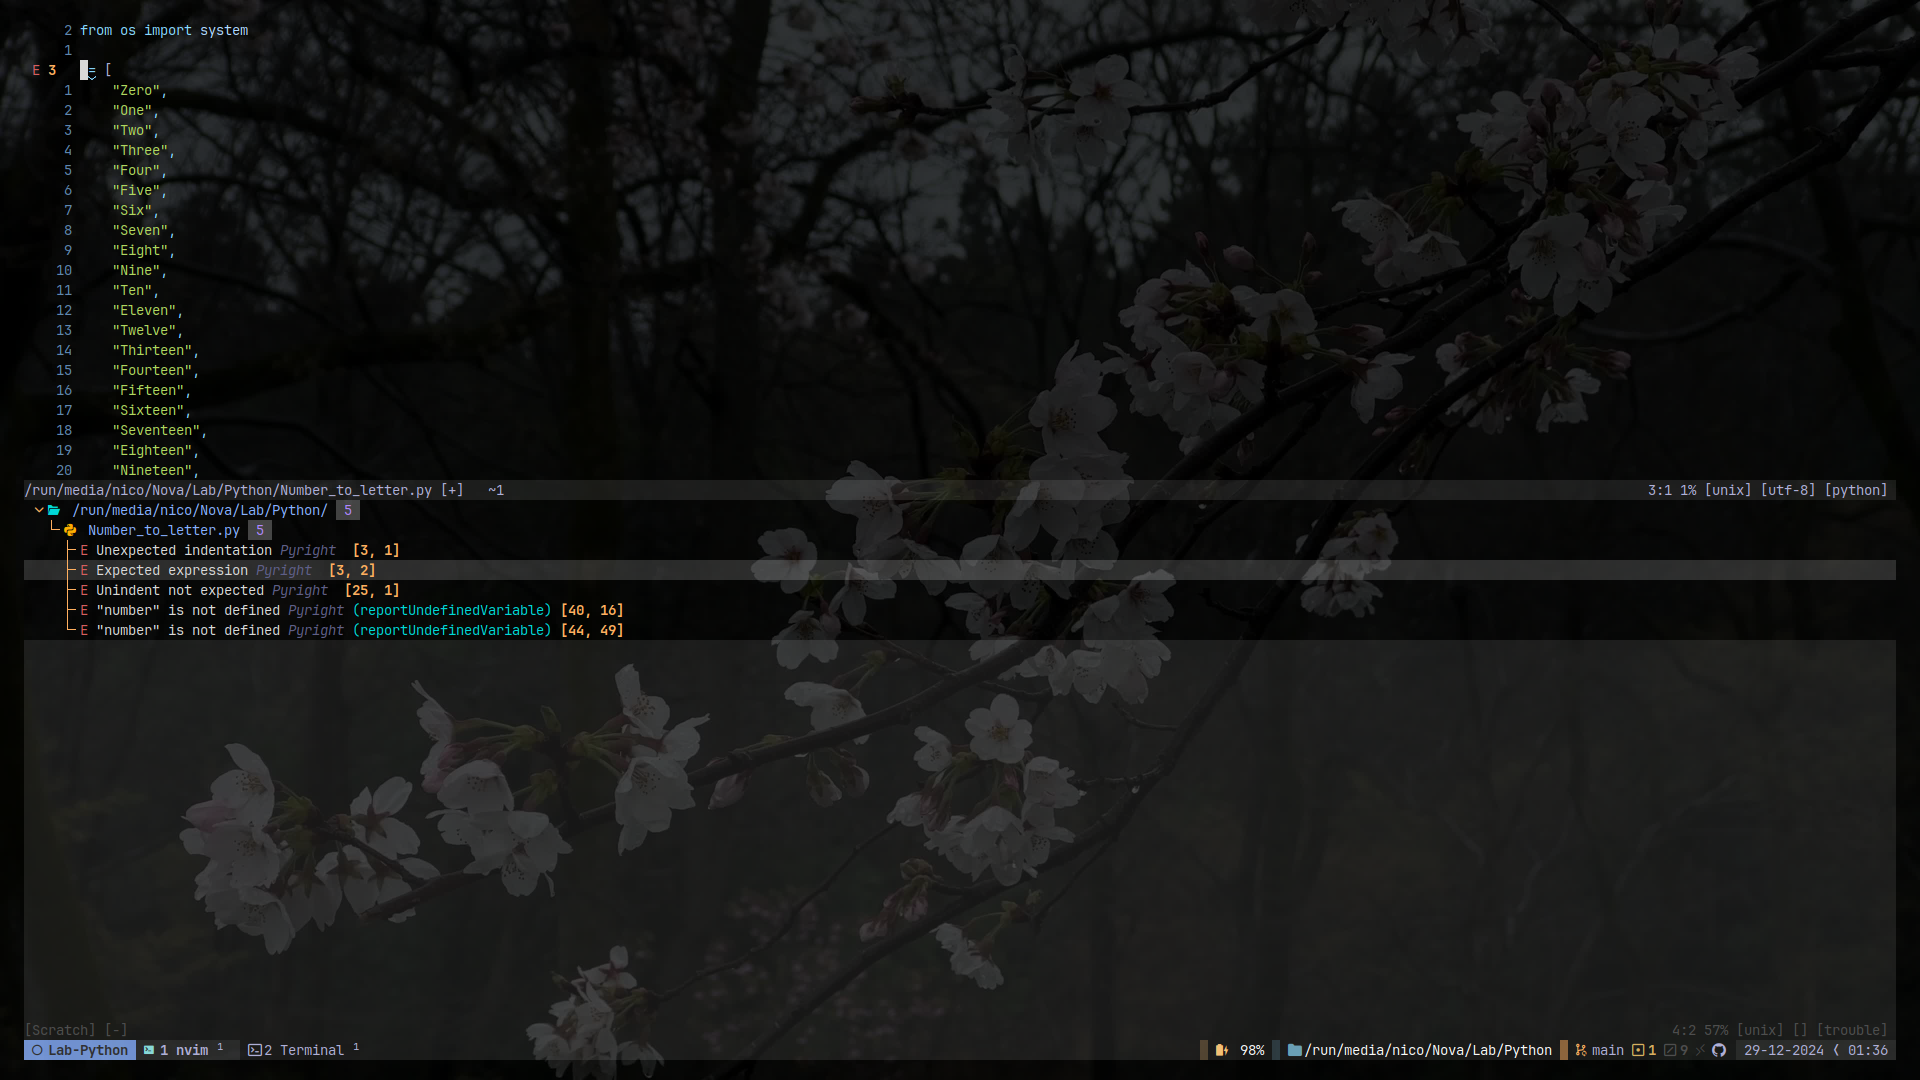 2 from os import system
1
E 3 = [
1 "Zero",
2 "One",
3 "Two",
4 "Three",
5 "Four",
6 "Five",
7 "Six",
8 "Seven",
9 "Eight",
10 "Nine",
11 "Ten",
12 "Eleven",
13 "Twelve",
14 "Thirteen",
15 "Fourteen",
16 "Fifteen",
17 "Sixteen",
18 "Seventeen",
19 "Eighteen",
20 "Nineteen",
/run/media/nico/Nova/Lab/Python/Number_to_letter.py [+] ~1 3:1 1% [unix] [utf-8] [python]
/run/media/nico/Nova/Lab/Python/ 5
Number_to_letter.py 5
E Unexpected indentation Pyright [3, 1]
E Expected expression Pyright [3, 2]
E Unindent not expected Pyright [25, 1]
E "number" is not defined Pyright (reportUndefinedVariable) [40, 16]
E "number" is not defined Pyright (reportUndefinedVariable) [44, 49]
[Scratch] [-] 4:2 57% [unix] [] [trouble]
Lab-Python 1 nvim 1 2 Terminal 1 98% /run/media/nico/Nova/Lab/Python main 1 9 29-12-2024 ⟨ 01:36